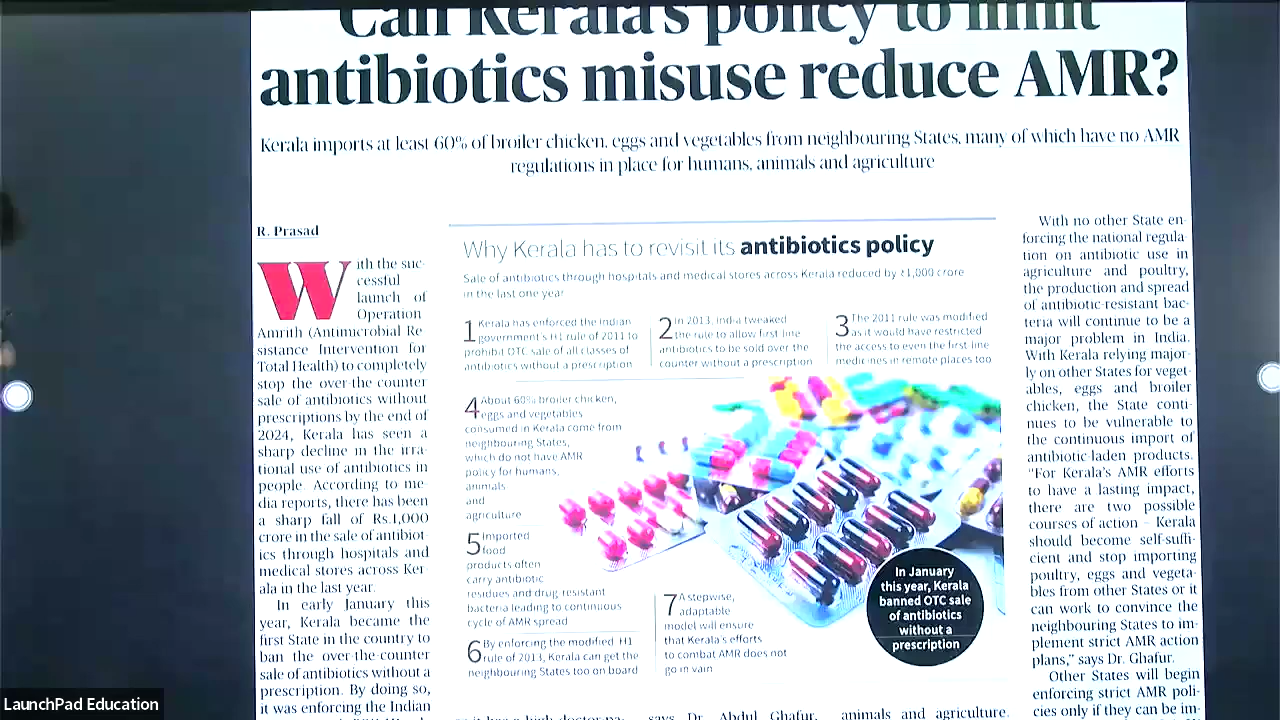 Can Kerala's policy to limit
antibiotics misuse reduce AMR?
Kerala imports at least 60% of broiler chicken, eggs and vegetables from neighbouring States, many of which have no AMR
regulations in place for humans, animals and agriculture
R. Prasad
With the suc-
cessful
launch of
Operation
Amrith (Antimicrobial Re
sistance Intervention for
Total Health) to completely
stop the over-the-counter
sale of antibiotics without
prescriptions by the end of
2024, Kerala has seen a
sharp decline in the irra-
tional use of antibiotics in
people. According to me-
dia reports, there has been
a sharp fall of Rs.1,000
crore in the sale of antibiot-
ics through hospitals and
medical stores across Ker-
ala in the last year.
In early January this
year, Kerala became the
first State in the country to
ban the over-the-counter
sale of antibiotics without a
prescription. By doing so,
it was enforcing the Indian
Why Kerala has to revisit its antibiotics policy
Sale of antibiotics through hospitals and medical stores across Kerala reduced by ₹1,000 crore
in the last one year
1 Kerala has enforced the Indian
government's H1 rule of 2011 to
prohibit OTC sale of all classes of
antibiotics without a prescription
2 In 2013, India tweaked
the rule to allow first line
antibiotics to be sold over the
counter without a prescription
3 The 2011 rule was modified
as it would have restricted
the access to even the first line
medicines in remote places too
4 About 60% broiler chicken,
eggs and vegetables
consumed in Kerala come from
neighbouring States,
which do not have AMR
policy for humans,
animals
and
agriculture
5 Imported
food
products often
carry antibiotic
residues and drug resistant
bacteria leading to continuous
cycle of AMR spread
6 By enforcing the modified H1
rule of 2013, Kerala can get the
neighbouring States too on board
7 A stepwise,
adaptable
model will ensure
that Kerala's efforts
to combat AMR does not
go in vain
In January
this year, Kerala
banned OTC sale
of antibiotics
without a
prescription
says Dr. Abdul Ghafur,
animals and agriculture.
With no other State en-
forcing the national regula-
tion on antibiotic use in
agriculture and poultry,
the production and spread
of antibiotic-resistant bac-
teria will continue to be a
major problem in India.
With Kerala relying major-
ly on other States for veget-
ables, eggs and broiler
chicken, the State conti-
nues to be vulnerable to
the continuous import of
antibiotic-laden products.
"For Kerala's AMR efforts
to have a lasting impact,
there are two possible
courses of action – Kerala
should become self-suffi-
cient and stop importing
poultry, eggs and vegeta-
bles from other States or it
can work to convince the
neighbouring States to im-
plement strict AMR action
plans," says Dr. Ghafur.
Other States will begin
enforcing strict AMR poli-
cies only if they can be im-
LaunchPad Education